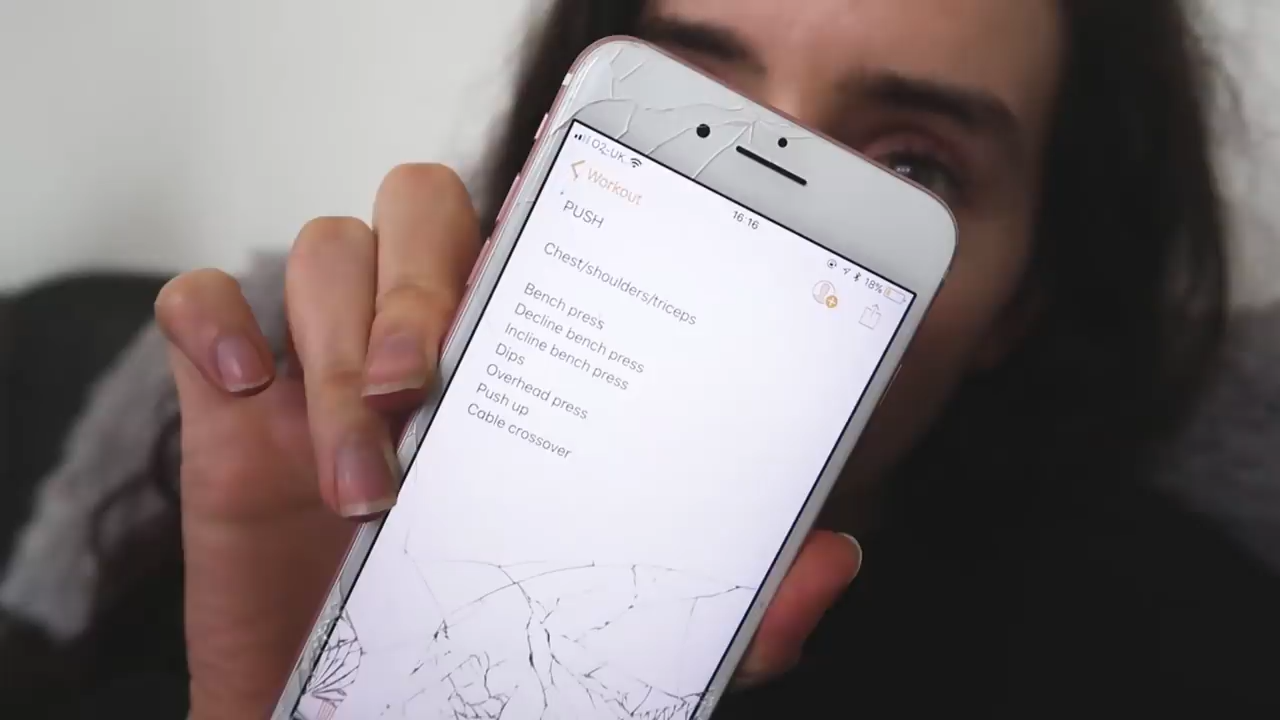 O2-UK
16:16
18%
Workout
PUSH
Chest/shoulders/triceps
Bench press
Decline bench press
Incline bench press
Dips
Overhead press
Push up
Cable crossover